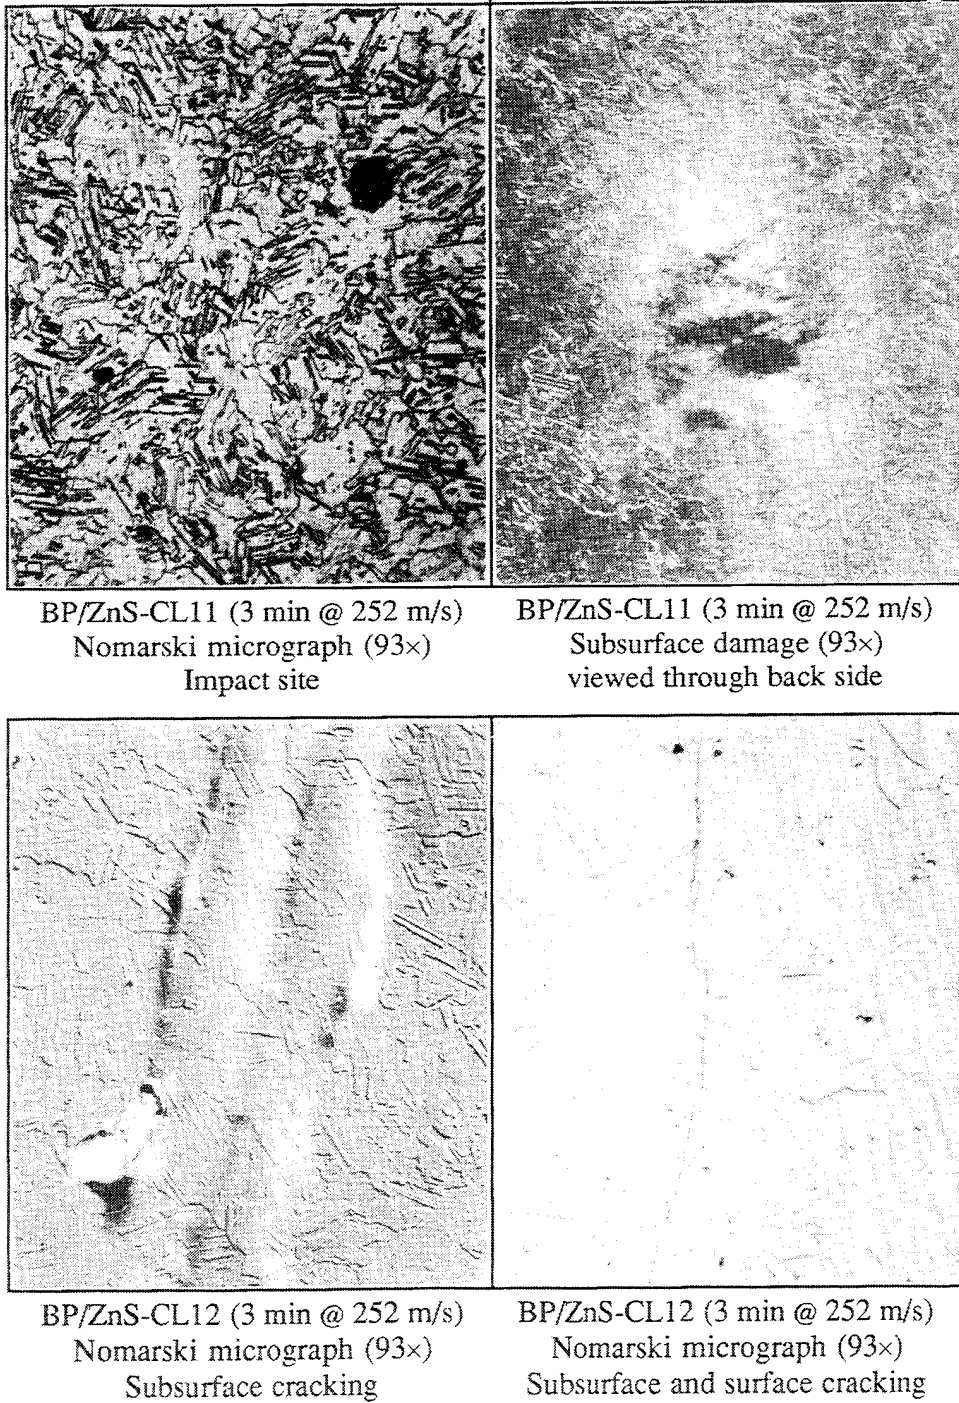 BP/ZnS-CL11 (3 min @ 252 m/s)
Nomarski micrograph (93×)
Impact site
BP/ZnS-CL11 (3 min @ 252 m/s)
Subsurface damage (93×)
viewed through back side
BP/ZnS-CL12 (3 min @ 252 m/s)
Nomarski micrograph (93×)
Subsurface cracking
BP/ZnS-CL12 (3 min @ 252 m/s)
Nomarski micrograph (93×)
Subsurface and surface cracking